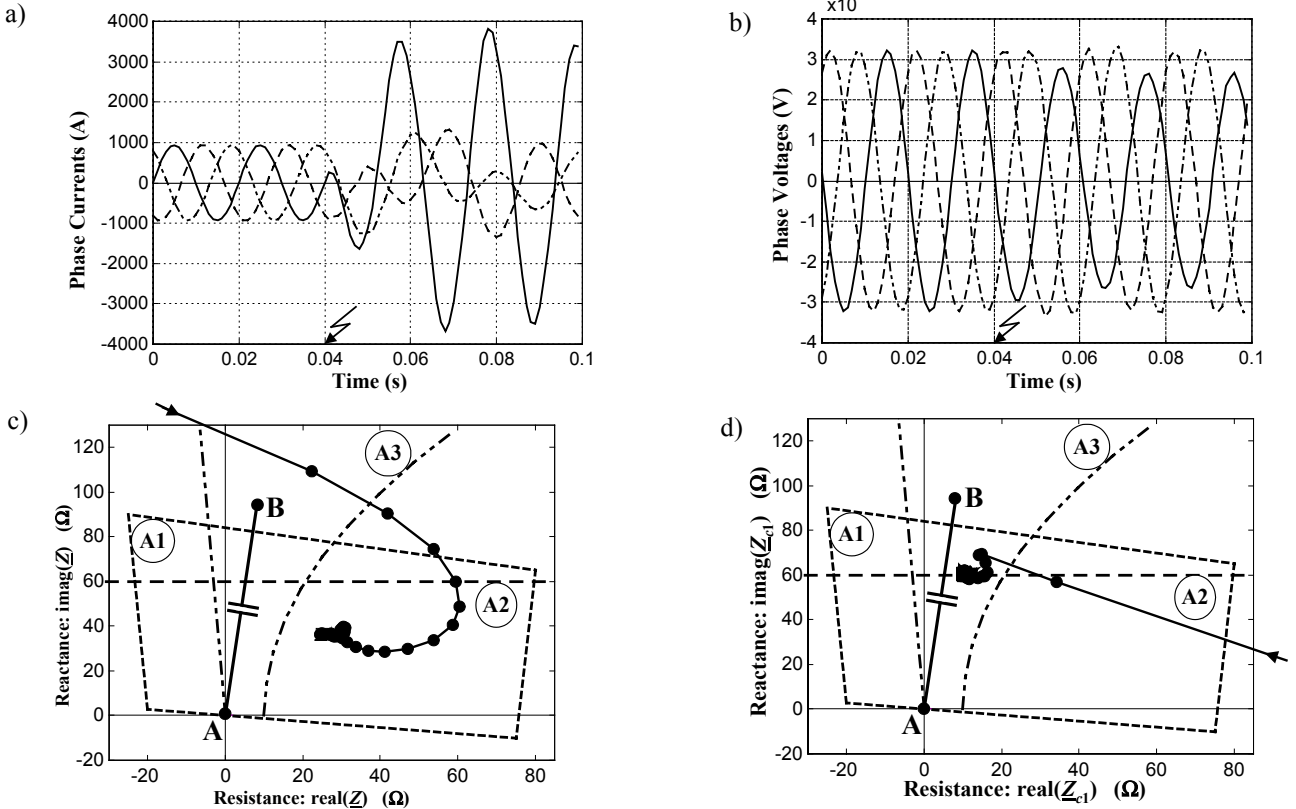 a)
Phase Currents (A)
4000
3000
2000
1000
0
-1000
-2000
-3000
-4000
0 0.02 0.04 0.06 0.08 0.1
Time (s)
b)
x10
Phase Voltages (V)
4
3
2
1
0
-1
-2
-3
-4
0 0.02 0.04 0.06 0.08 0.1
Time (s)
c)
Reactance: imag(Z) (Ω)
120
100
80
60
40
20
0
-20
A3
B
A1
A2
A
-20 0 20 40 60 80
Resistance: real(Z) (Ω)
d)
Reactance: imag(Z_c1) (Ω)
120
100
80
60
40
20
0
-20
A3
B
A1
A2
A
-20 0 20 40 60 80
Resistance: real(Z_c1) (Ω)